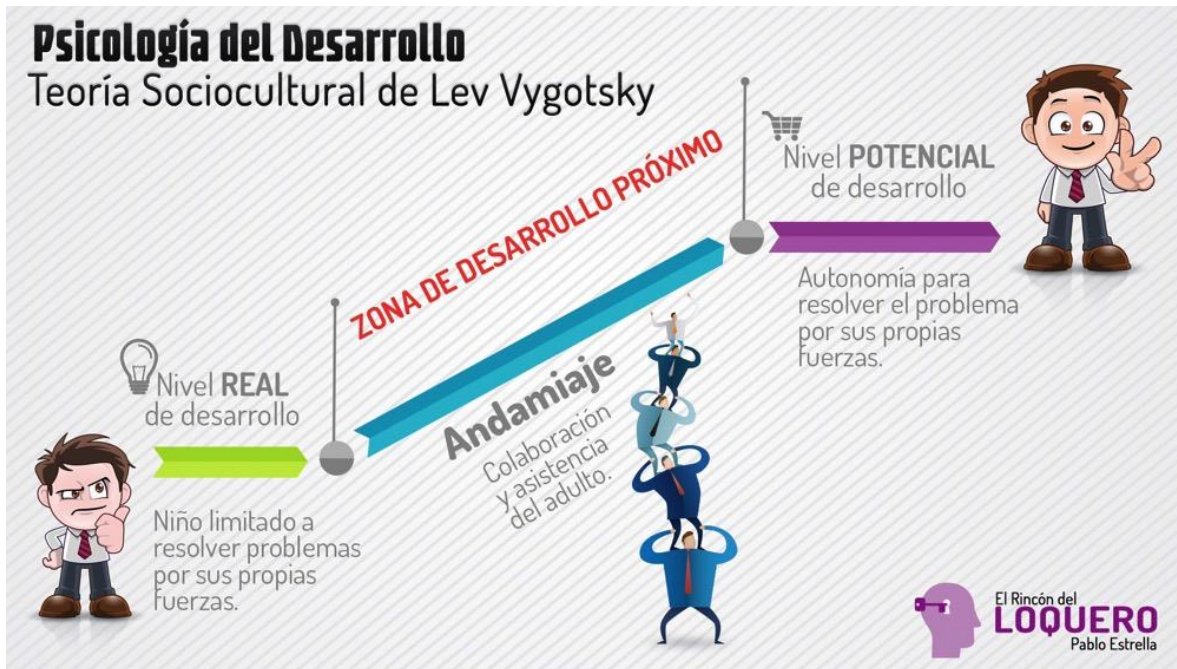 Psicología del Desarrollo
Teoría Sociocultural de Lev Vygotsky
Nivel REAL
de desarrollo
Niño limitado a
resolver problemas
por sus propias
fuerzas.
ZONA DE DESARROLLO PRÓXIMO
Andamiaje
Colaboración
y asistencia
del adulto.
Nivel POTENCIAL
de desarrollo
Autonomía para
resolver el problema
por sus propias
fuerzas.
El Rincón del
LOQUERO
Pablo Estrella